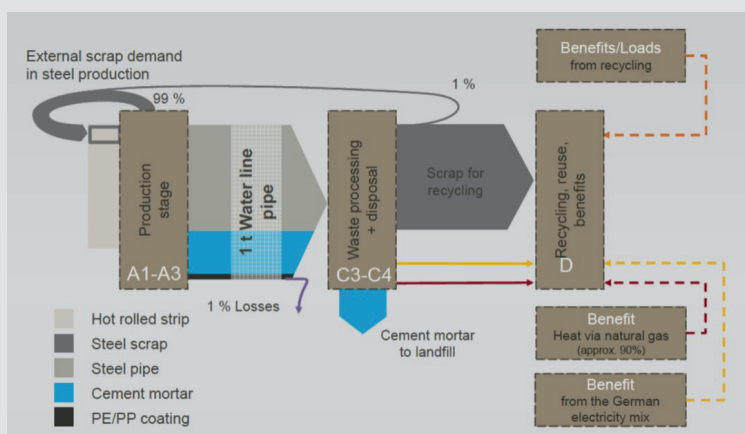 External scrap demand
in steel production
99 %
1 %
Benefits/Loads
from recycling
Production
stage
A1-A3
1 t Water line
pipe
Waste processing
+ disposal
C3-C4
Scrap for
recycling
Recycling, reuse,
benefits
D
1 % Losses
Cement mortar
to landfill
Hot rolled strip
Steel scrap
Steel pipe
Cement mortar
PE/PP coating
Benefit
Heat via natural gas
(approx. 90%)
Benefit
from the German
electricity mix